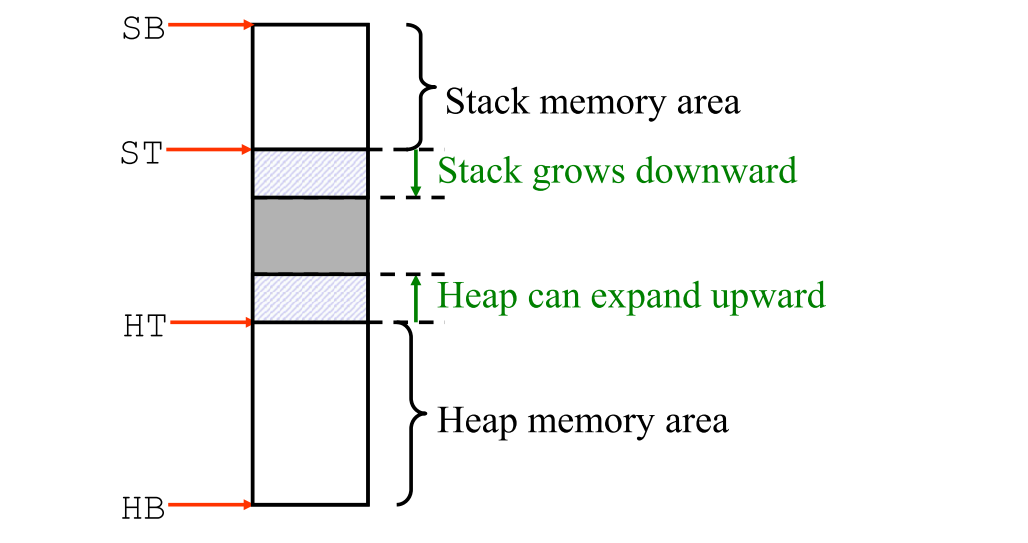 SB
Stack memory area
ST
Stack grows downward
Heap can expand upward
HT
Heap memory area
HB